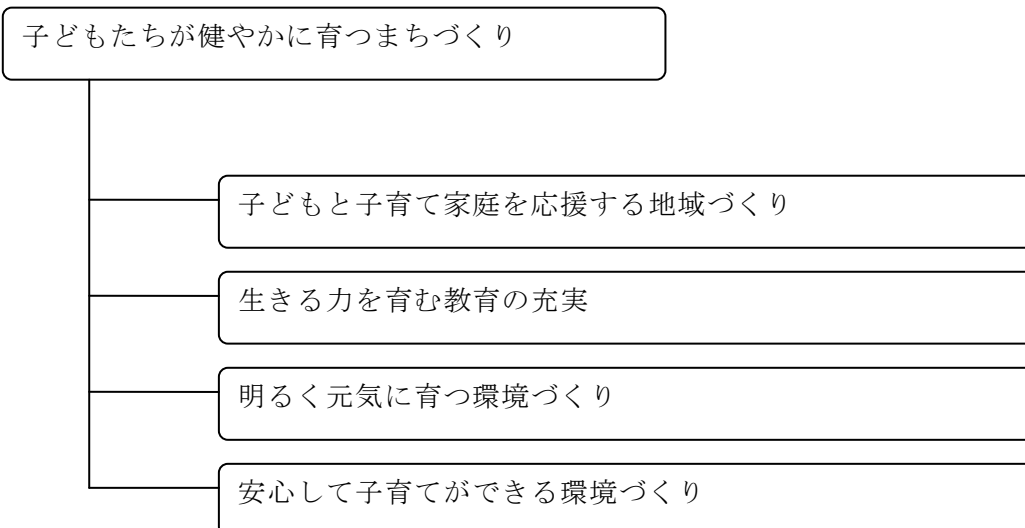 子どもたちが健やかに育つまちづくり
子どもと子育て家庭を応援する地域づくり
生きる力を育む教育の充実
明るく元気に育つ環境づくり
安心して子育てができる環境づくり